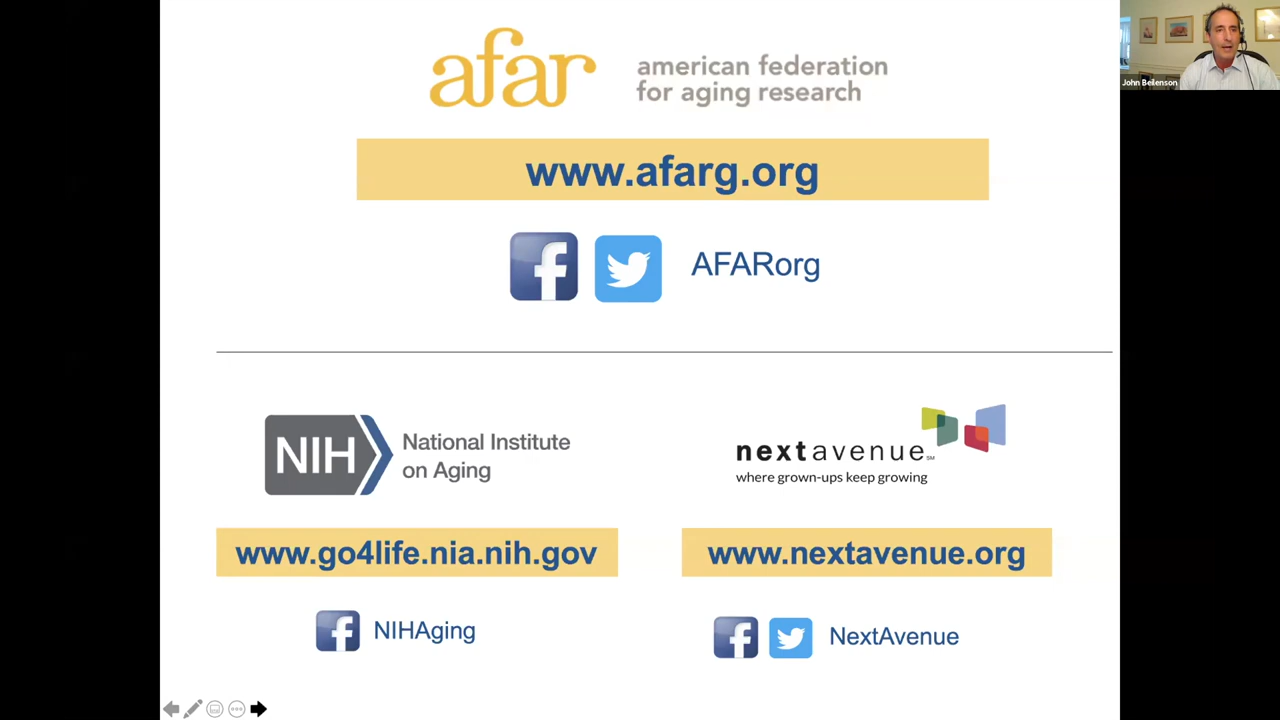 afar
american federation
for aging research
John Beilenson
www.afarg.org
AFARorg
NIH
National Institute
on Aging
nextavenue SM
where grown-ups keep growing
www.go4life.nia.nih.gov
www.nextavenue.org
NIHAging
NextAvenue